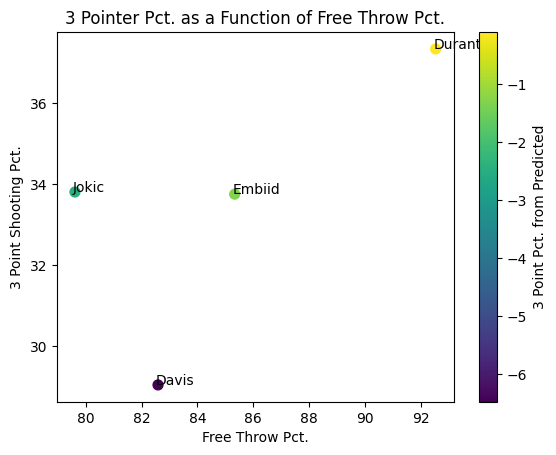 3 Pointer Pct. as a Function of Free Throw Pct.
Durant
Jokic
Embiid
Davis
36
34
32
30
3 Point Shooting Pct.
80
82
84
86
88
90
92
Free Throw Pct.
−1
−2
−3
−4
−5
−6
3 Point Pct. from Predicted